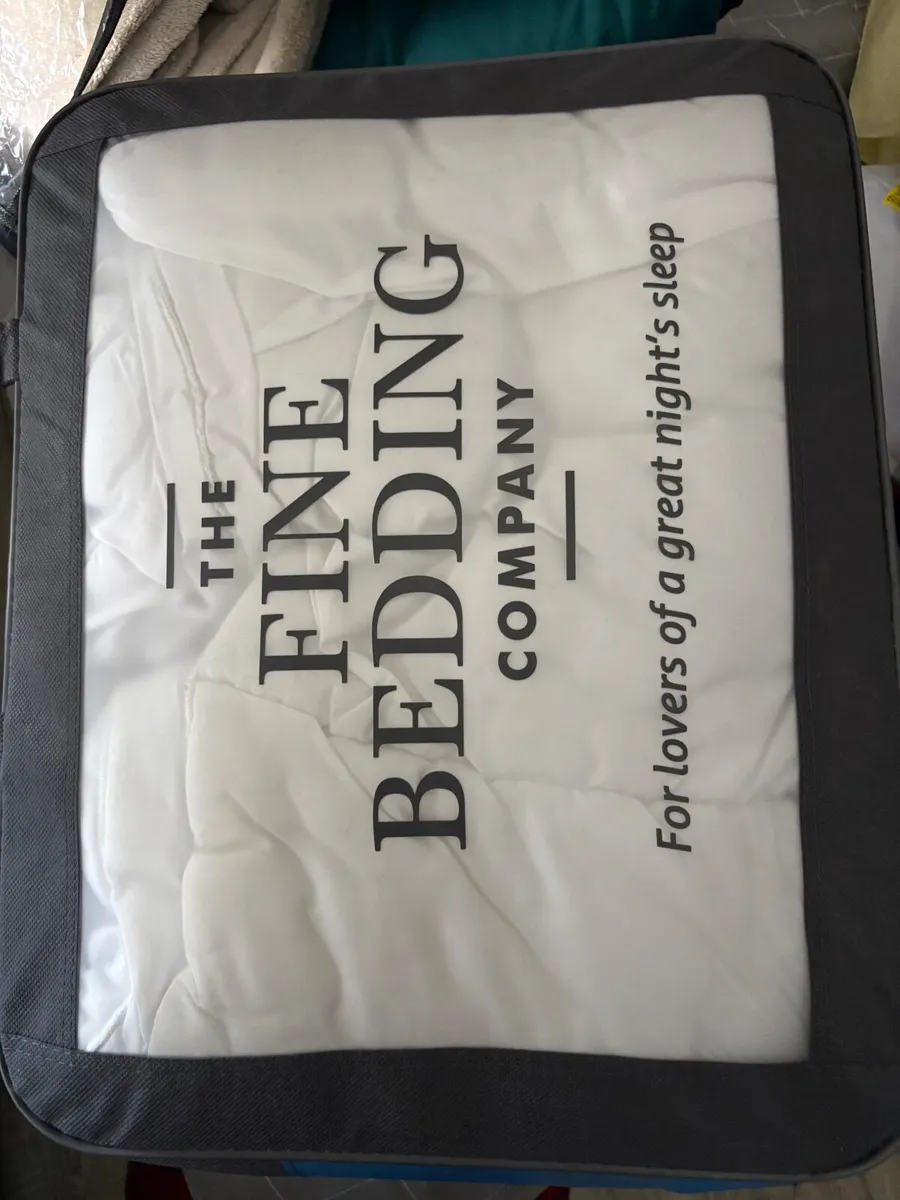 THE
FINE
BEDDING
COMPANY
For lovers of a great night's sleep